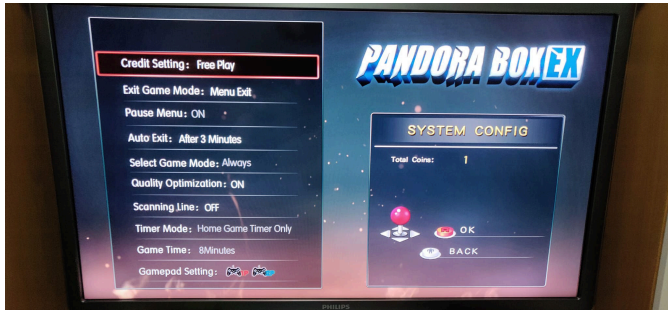 Credit Setting: Free Play
Exit Game Mode: Menu Exit
Pause Menu: ON
Auto Exit: After 3 Minutes
Select Game Mode: Always
Quality Optimization: ON
Scanning Line: OFF
Timer Mode: Home Game Timer Only
Game Time: 8Minutes
Gamepad Setting:
PANDORA BOX EX
SYSTEM CONFIG
Total Coins: 1
OK
BACK
PHILIPS